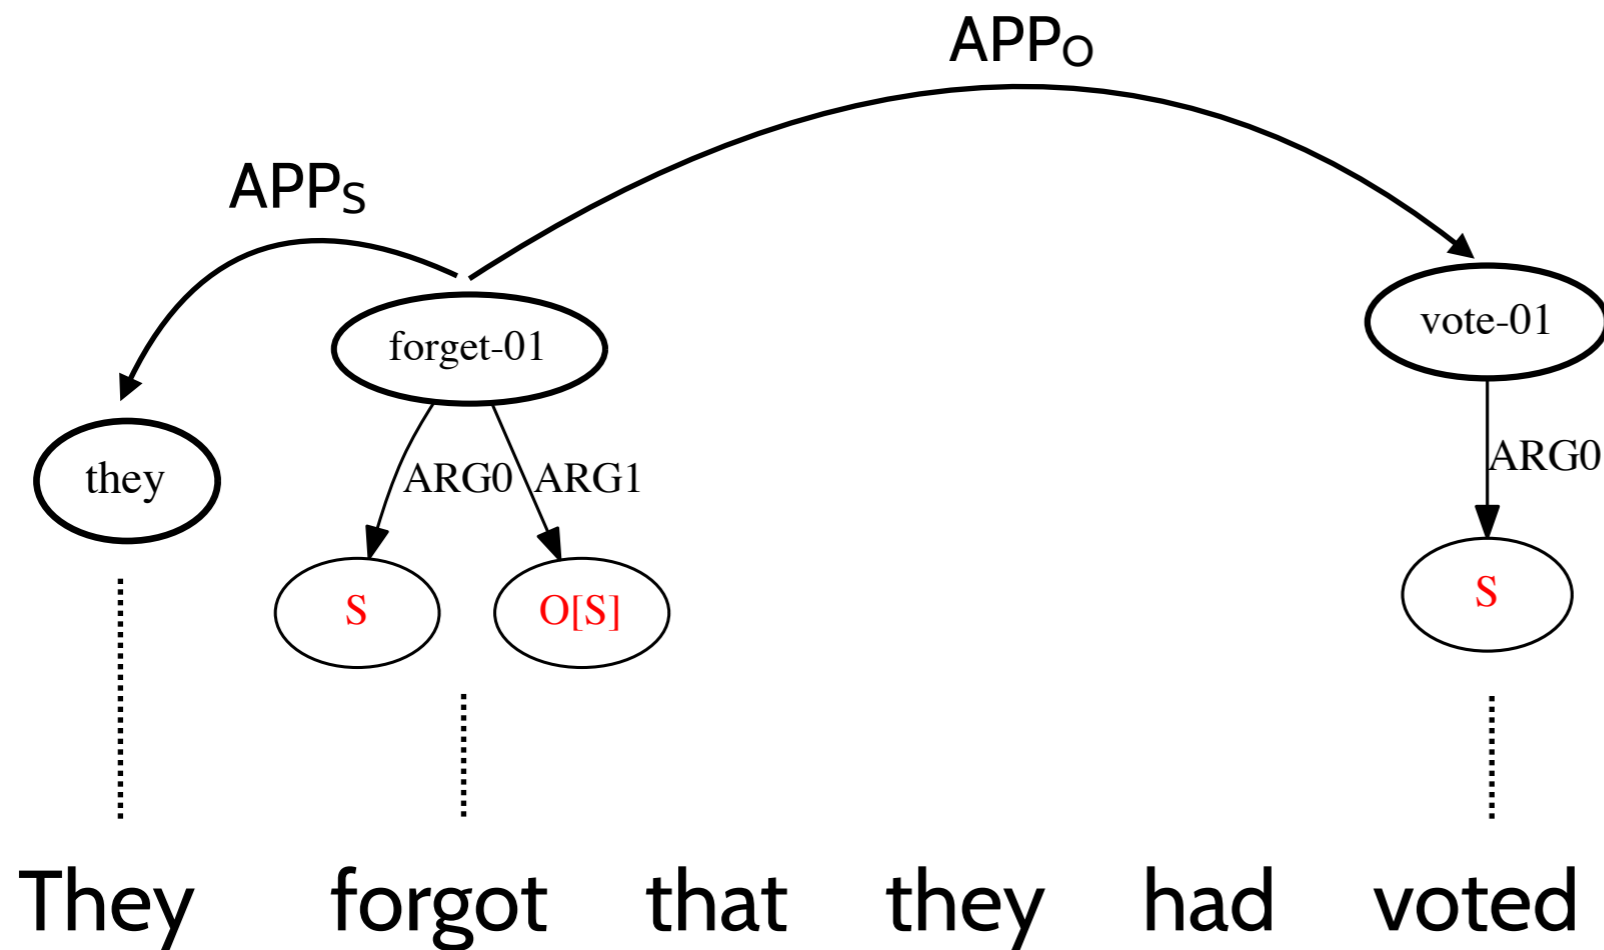 APPO
APPS
forget-01
vote-01
they
ARG0 ARG1
ARG0
S O[S]
S
They forgot that they had voted